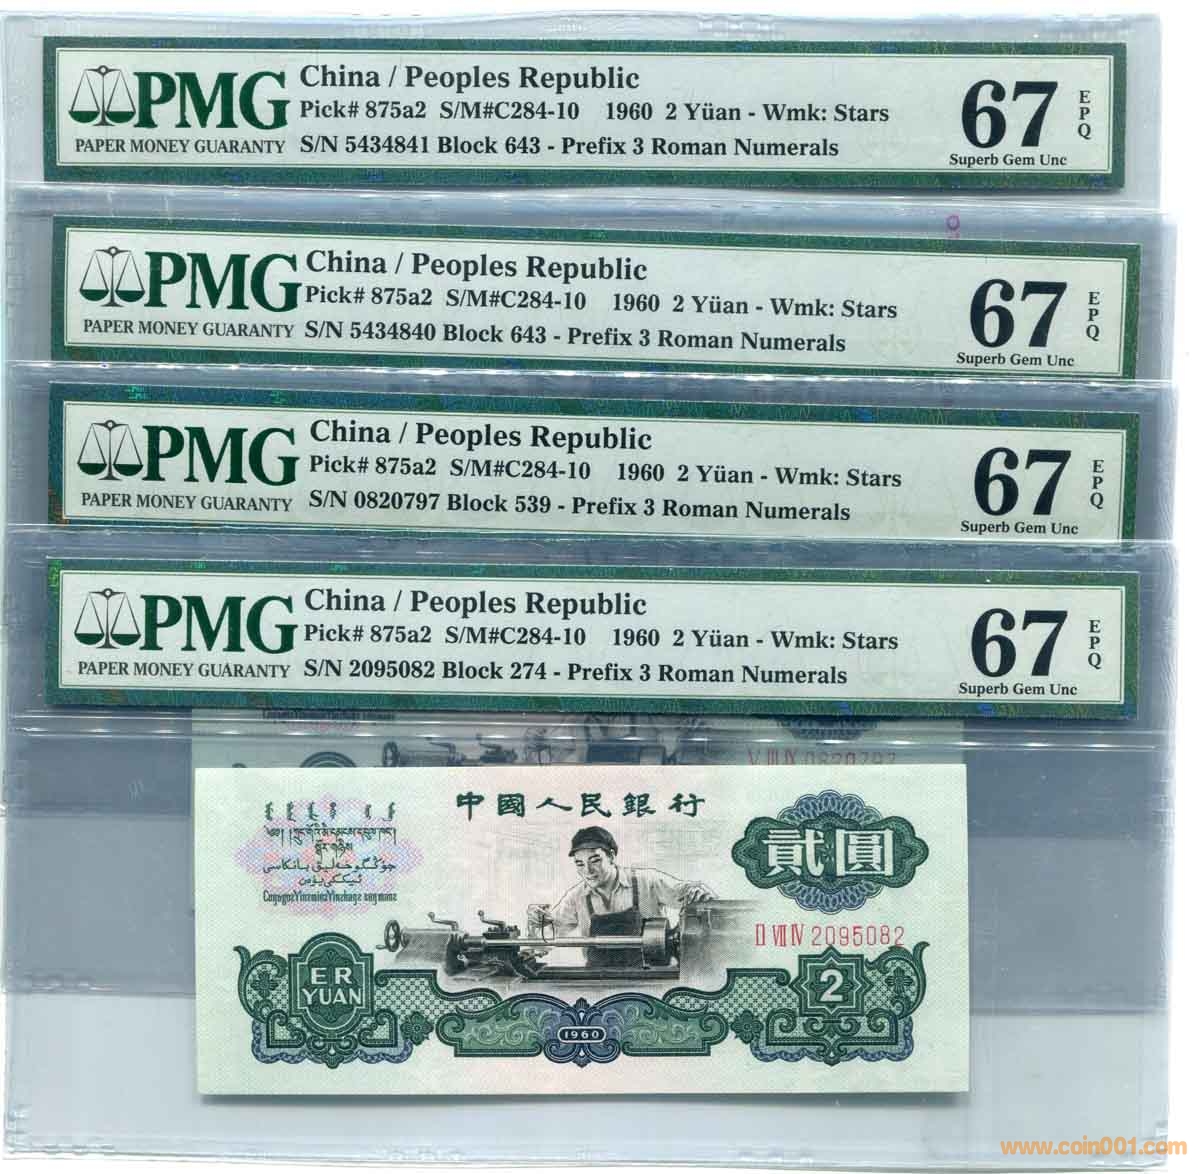 PMG
PAPER MONEY GUARANTY
China / Peoples Republic
Pick# 875a2 S/M#C284-10 1960 2 Yüan - Wmk: Stars
S/N 5434841 Block 643 - Prefix 3 Roman Numerals
67
EPQ
Superb Gem Unc
PMG
PAPER MONEY GUARANTY
China / Peoples Republic
Pick# 875a2 S/M#C284-10 1960 2 Yüan - Wmk: Stars
S/N 5434840 Block 643 - Prefix 3 Roman Numerals
67
EPQ
Superb Gem Unc
PMG
PAPER MONEY GUARANTY
China / Peoples Republic
Pick# 875a2 S/M#C284-10 1960 2 Yüan - Wmk: Stars
S/N 0820797 Block 539 - Prefix 3 Roman Numerals
67
EPQ
Superb Gem Unc
PMG
PAPER MONEY GUARANTY
China / Peoples Republic
Pick# 875a2 S/M#C284-10 1960 2 Yüan - Wmk: Stars
S/N 2095082 Block 274 - Prefix 3 Roman Numerals
67
EPQ
Superb Gem Unc
V III IX 0820797
中國人民銀行
貳圓
II VII IV 2095082
ER
YUAN
2
1960
www.coin001.com